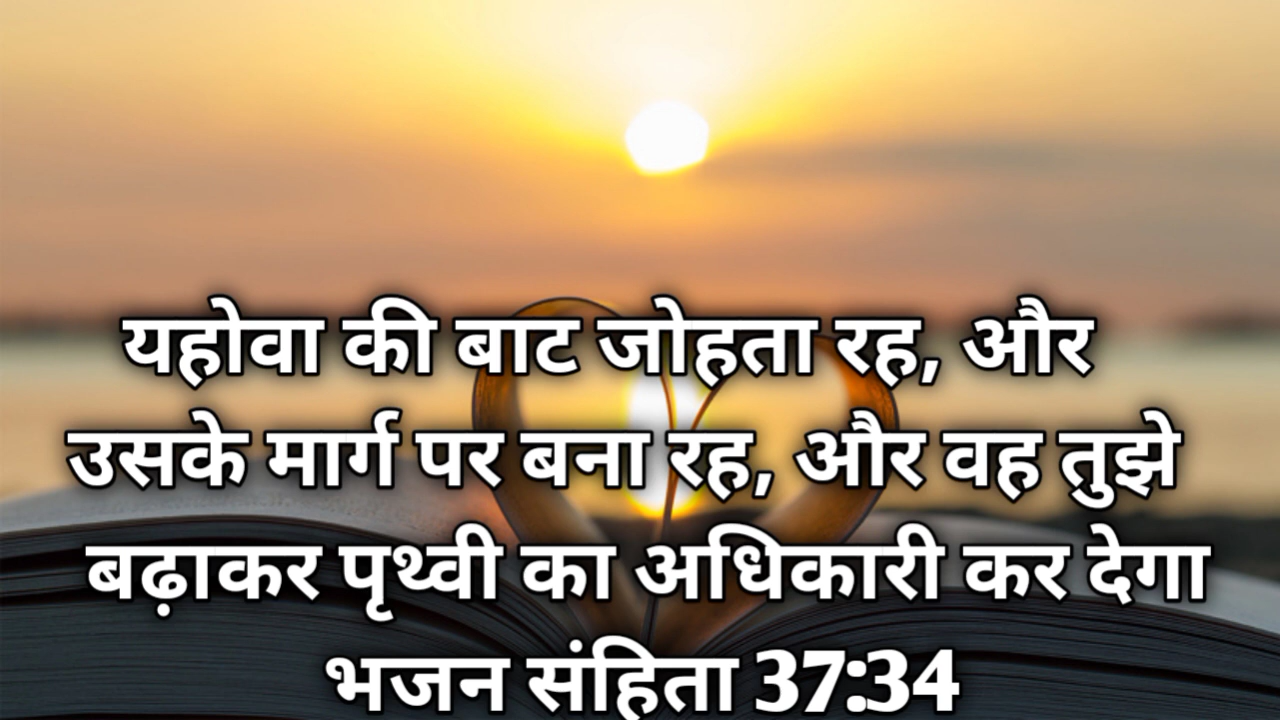 यहोवा की बाट जोहता रह, और
उसके मार्ग पर बना रह, और वह तुझे
बढ़ाकर पृथ्वी का अधिकारी कर देगा
भजन संहिता 37:34